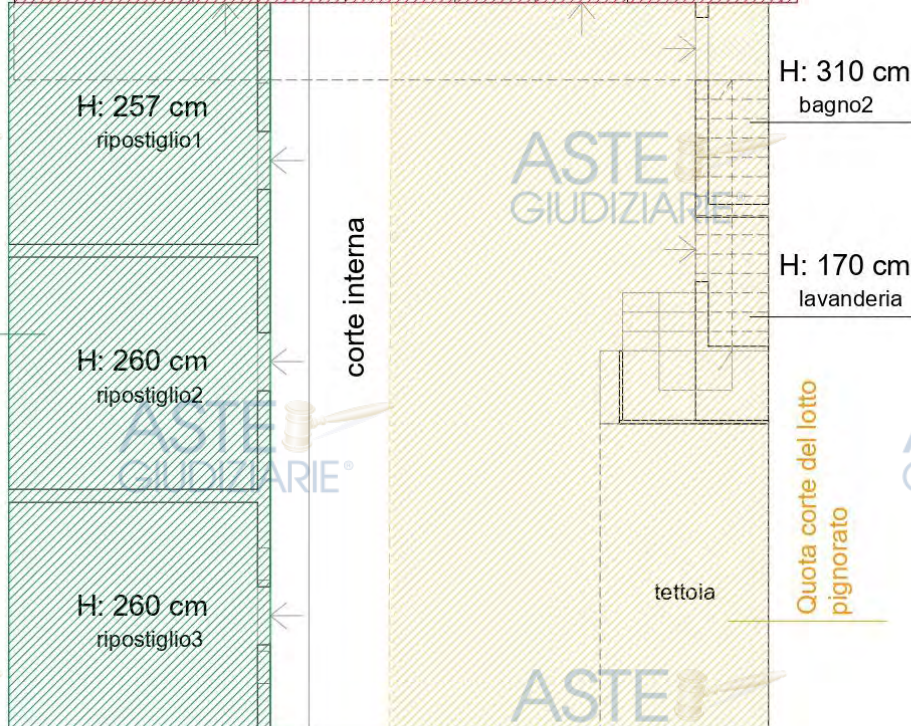 H: 257 cm
ripostiglio1
H: 310 cm
bagno2
ASTE
GIUDIZIARIE
corte interna
H: 170 cm
lavanderia
H: 260 cm
ripostiglio2
ASTE
GIUDIZIARIE®
Quota corte del lotto
pignorato
H: 260 cm
ripostiglio3
tettoia
ASTE